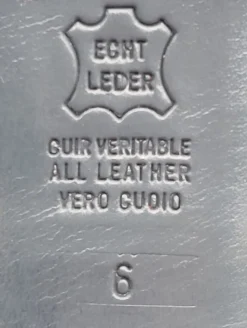 ECHT
LEDER
CUIR VERITABLE
ALL LEATHER
VERO CUOIO
6